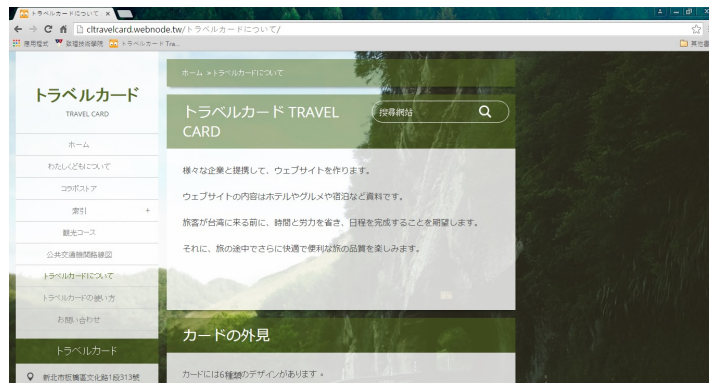 トラベルカードについて
cltravelcard.webnode.tw/トラベルカードについて/
應用程式
致理技術學院
トラベルカード Tra...
ホーム >トラベルカードについて
トラベルカード
TRAVEL CARD
トラベルカード TRAVEL
CARD
搜尋網站
ホーム
わたしくどもについて
コラボストア
索引 +
観光コース
公共交通機関路線図
トラベルカードについて
トラベルカードの使い方
お問い合わせ
トラベルカード
新北市板橋區文化路1段313號
様々な企業と提携して、ウェブサイトを作ります。
ウェブサイトの内容はホテルやグルメや宿泊など資料です。
旅客が台湾に来る前に、時間と労力を省き、日程を完成することを期望します。
それに、旅の途中でさらに快適で便利な旅の品質を楽しみます。
カードの外見
カードには6種類のデザインがあります。